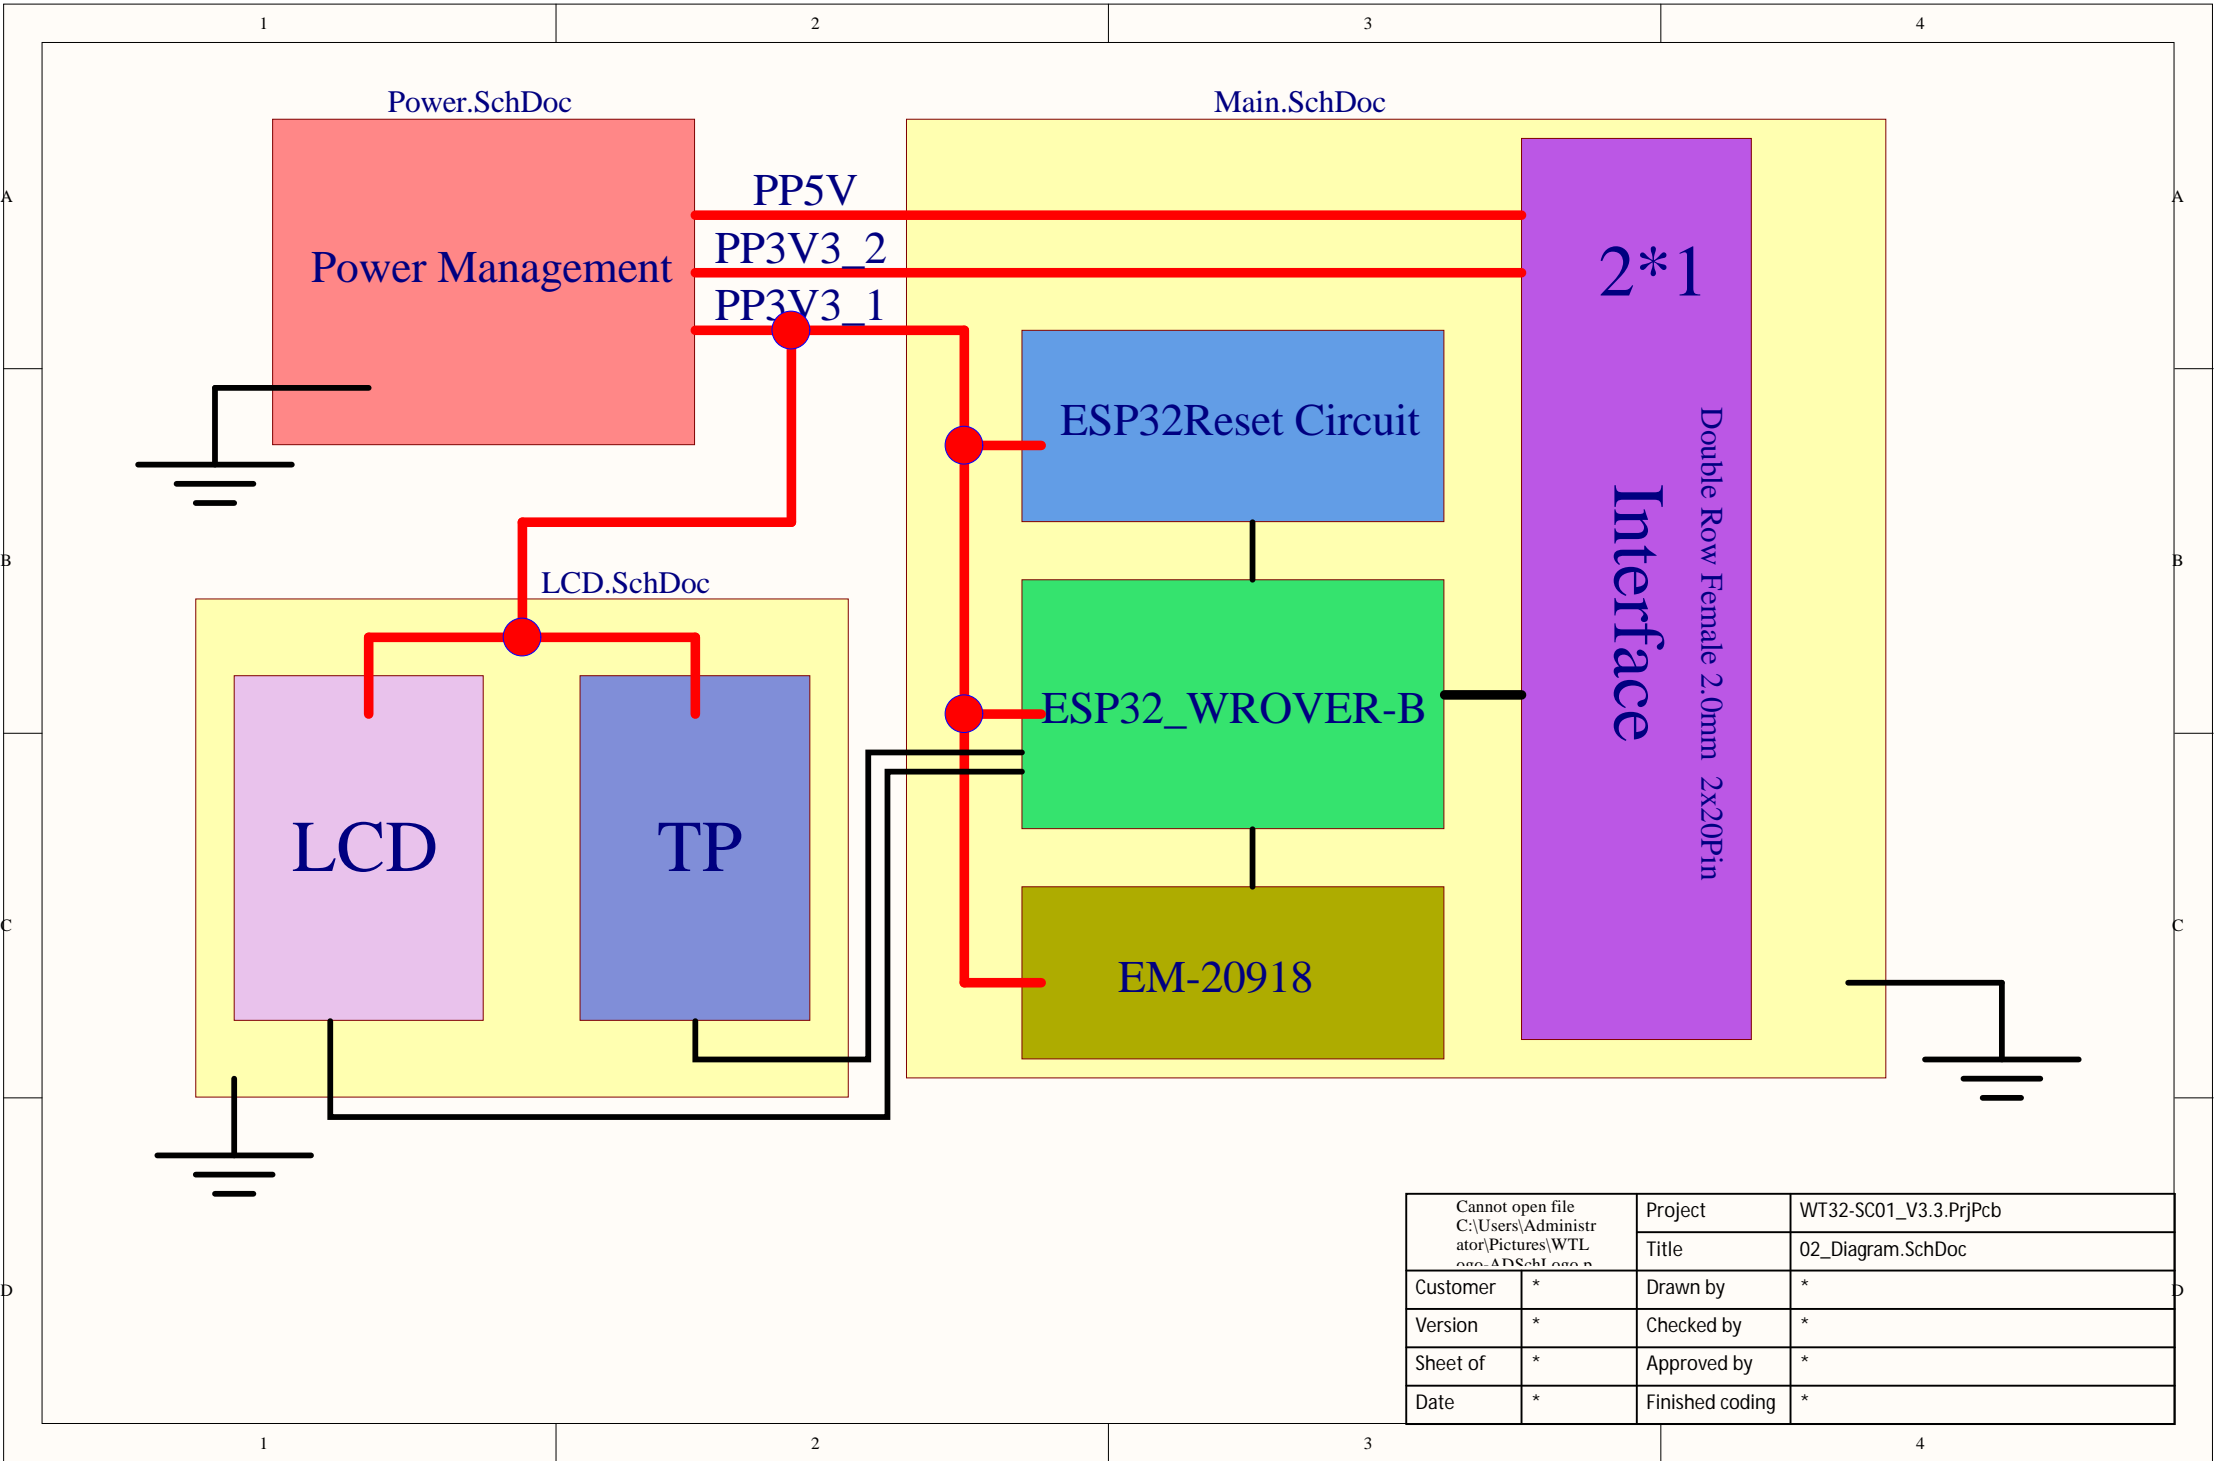 1 2 3 4
Power.SchDoc
Main.SchDoc
A
A
PP5V
PP3V3_2
PP3V3_1
Power Management
2*1
Interface
Double Row Female 2.0mm 2x20Pin
ESP32Reset Circuit
B
B
LCD.SchDoc
ESP32_WROVER-B
LCD
TP
C
C
EM-20918
Cannot open file
C:\Users\Administr
ator\Pictures\WTL
ogo-ADSchLogo.p
Project WT32-SC01_V3.3.PrjPcb
Title 02_Diagram.SchDoc
Customer * Drawn by *
Version * Checked by *
Sheet of * Approved by *
Date * Finished coding *
D
D
1 2 3 4